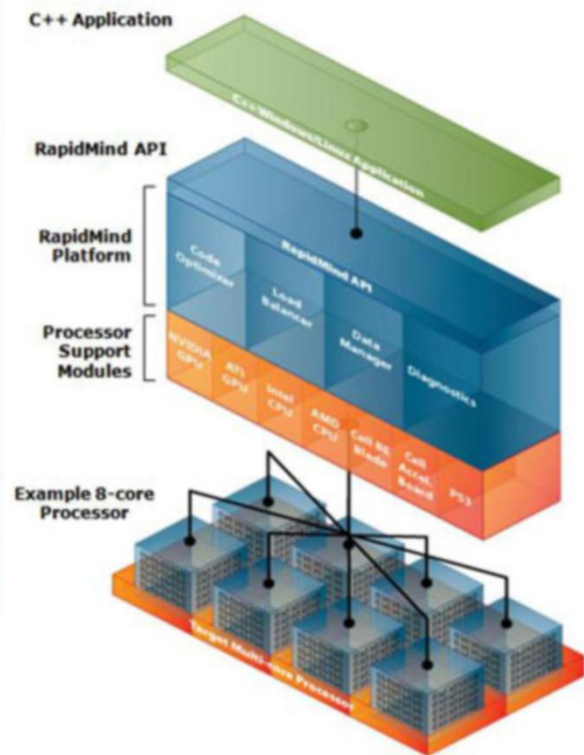 C++ Application
C++ Windows/Linux Application
RapidMind API
RapidMind
Platform
RapidMind API
Code
Optimizer
Load
Balancer
Data
Manager
Diagnostics
Processor
Support
Modules
NVIDIA
GPU
ATI
GPU
Intel
CPU
AMD
CPU
Cell BE
Blade
Cell
Accel.
Board
PS3
Example 8-core
Processor
Target Multi-core Processor